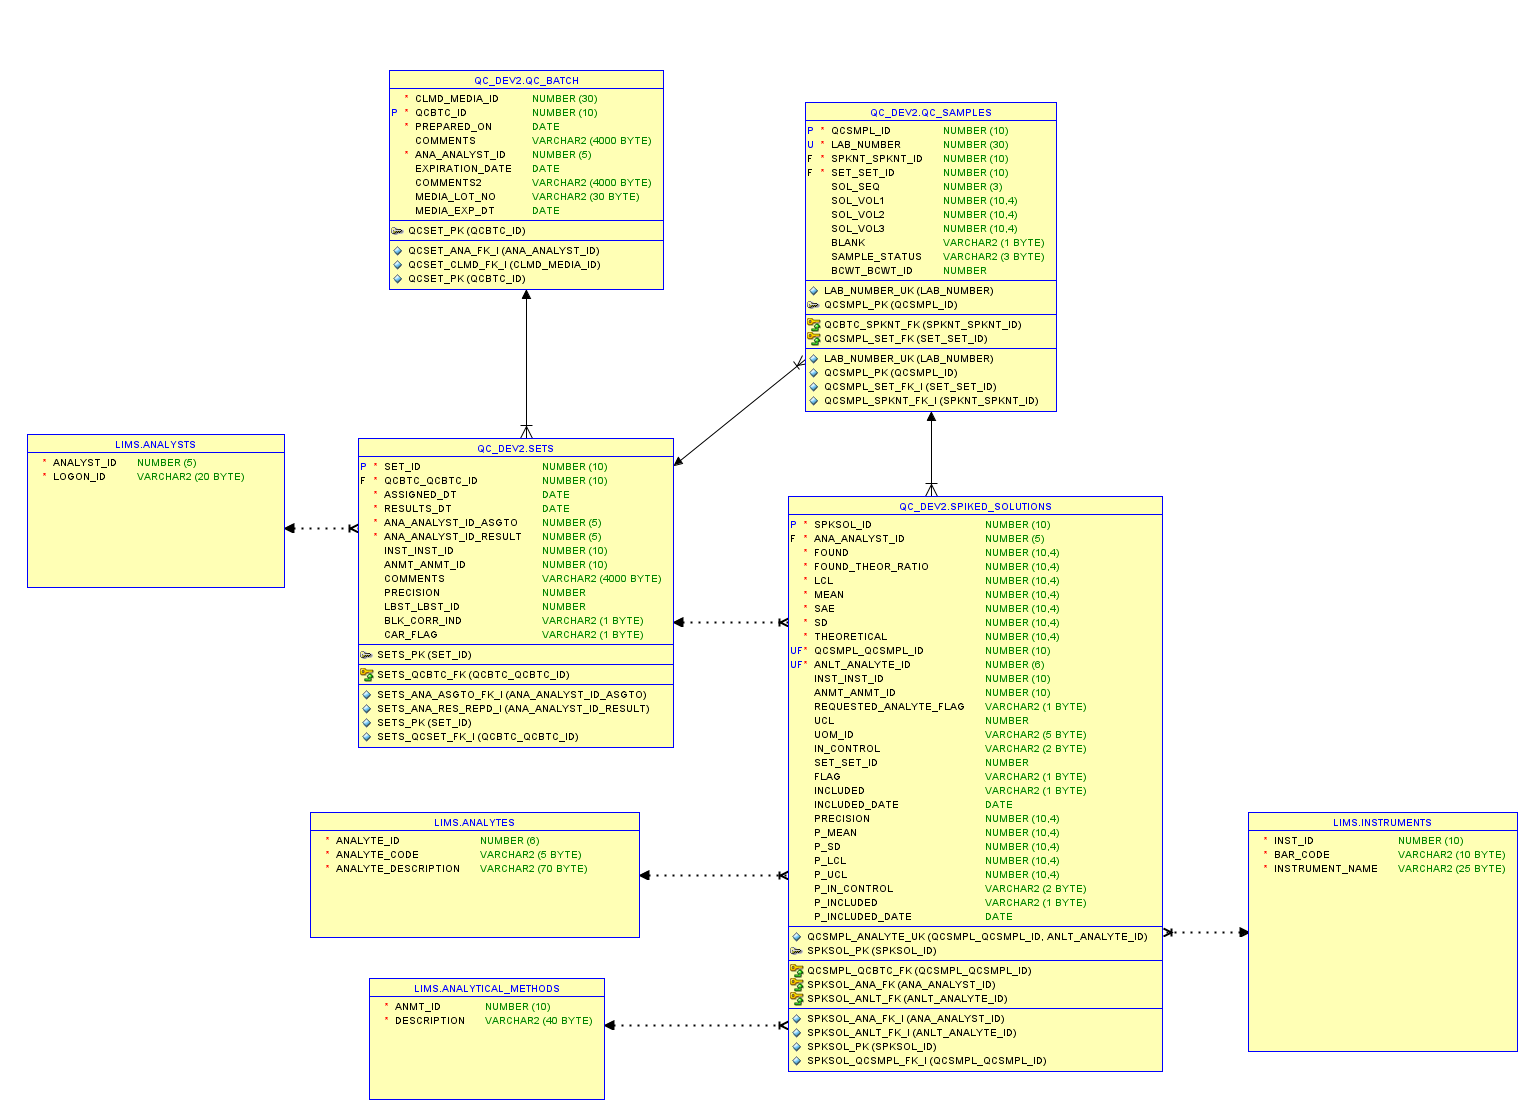 QC_DEV2.QC_BATCH
* CLMD_MEDIA_ID NUMBER (30)
P * QCBTC_ID NUMBER (10)
* PREPARED_ON DATE
COMMENTS VARCHAR2 (4000 BYTE)
* ANA_ANALYST_ID NUMBER (5)
EXPIRATION_DATE DATE
COMMENTS2 VARCHAR2 (4000 BYTE)
MEDIA_LOT_NO VARCHAR2 (30 BYTE)
MEDIA_EXP_DT DATE
QCSET_PK (QCBTC_ID)
QCSET_ANA_FK_I (ANA_ANALYST_ID)
QCSET_CLMD_FK_I (CLMD_MEDIA_ID)
QCSET_PK (QCBTC_ID)
QC_DEV2.QC_SAMPLES
P * QCSMPL_ID NUMBER (10)
U * LAB_NUMBER NUMBER (30)
F * SPKNT_SPKNT_ID NUMBER (10)
F * SET_SET_ID NUMBER (10)
SOL_SEQ NUMBER (3)
SOL_VOL1 NUMBER (10,4)
SOL_VOL2 NUMBER (10,4)
SOL_VOL3 NUMBER (10,4)
BLANK VARCHAR2 (1 BYTE)
SAMPLE_STATUS VARCHAR2 (3 BYTE)
BCWT_BCWT_ID NUMBER
LAB_NUMBER_UK (LAB_NUMBER)
QCSMPL_PK (QCSMPL_ID)
QCBTC_SPKNT_FK (SPKNT_SPKNT_ID)
QCSMPL_SET_FK (SET_SET_ID)
LAB_NUMBER_UK (LAB_NUMBER)
QCSMPL_PK (QCSMPL_ID)
QCSMPL_SET_FK_I (SET_SET_ID)
QCSMPL_SPKNT_FK_I (SPKNT_SPKNT_ID)
LIMS.ANALYSTS
* ANALYST_ID NUMBER (5)
* LOGON_ID VARCHAR2 (20 BYTE)
QC_DEV2.SETS
P * SET_ID NUMBER (10)
F * QCBTC_QCBTC_ID NUMBER (10)
* ASSIGNED_DT DATE
* RESULTS_DT DATE
* ANA_ANALYST_ID_ASGTO NUMBER (5)
* ANA_ANALYST_ID_RESULT NUMBER (5)
INST_INST_ID NUMBER (10)
ANMT_ANMT_ID NUMBER (10)
COMMENTS VARCHAR2 (4000 BYTE)
PRECISION NUMBER
LBST_LBST_ID NUMBER
BLK_CORR_IND VARCHAR2 (1 BYTE)
CAR_FLAG VARCHAR2 (1 BYTE)
SETS_PK (SET_ID)
SETS_QCBTC_FK (QCBTC_QCBTC_ID)
SETS_ANA_ASGTO_FK_I (ANA_ANALYST_ID_ASGTO)
SETS_ANA_RES_REPD_I (ANA_ANALYST_ID_RESULT)
SETS_PK (SET_ID)
SETS_QCSET_FK_I (QCBTC_QCBTC_ID)
QC_DEV2.SPIKED_SOLUTIONS
P * SPKSOL_ID NUMBER (10)
F * ANA_ANALYST_ID NUMBER (5)
* FOUND NUMBER (10,4)
* FOUND_THEOR_RATIO NUMBER (10,4)
* LCL NUMBER (10,4)
* MEAN NUMBER (10,4)
* SAE NUMBER (10,4)
* SD NUMBER (10,4)
* THEORETICAL NUMBER (10,4)
UF* QCSMPL_QCSMPL_ID NUMBER (10)
UF* ANLT_ANALYTE_ID NUMBER (6)
INST_INST_ID NUMBER (10)
ANMT_ANMT_ID NUMBER (10)
REQUESTED_ANALYTE_FLAG VARCHAR2 (1 BYTE)
UCL NUMBER
UOM_ID VARCHAR2 (5 BYTE)
IN_CONTROL VARCHAR2 (2 BYTE)
SET_SET_ID NUMBER
FLAG VARCHAR2 (1 BYTE)
INCLUDED VARCHAR2 (1 BYTE)
INCLUDED_DATE DATE
PRECISION NUMBER (10,4)
P_MEAN NUMBER (10,4)
P_SD NUMBER (10,4)
P_LCL NUMBER (10,4)
P_UCL NUMBER (10,4)
P_IN_CONTROL VARCHAR2 (2 BYTE)
P_INCLUDED VARCHAR2 (1 BYTE)
P_INCLUDED_DATE DATE
QCSMPL_ANALYTE_UK (QCSMPL_QCSMPL_ID, ANLT_ANALYTE_ID)
SPKSOL_PK (SPKSOL_ID)
QCSMPL_QCBTC_FK (QCSMPL_QCSMPL_ID)
SPKSOL_ANA_FK (ANA_ANALYST_ID)
SPKSOL_ANLT_FK (ANLT_ANALYTE_ID)
SPKSOL_ANA_FK_I (ANA_ANALYST_ID)
SPKSOL_ANLT_FK_I (ANLT_ANALYTE_ID)
SPKSOL_PK (SPKSOL_ID)
SPKSOL_QCSMPL_FK_I (QCSMPL_QCSMPL_ID)
LIMS.ANALYTES
* ANALYTE_ID NUMBER (6)
* ANALYTE_CODE VARCHAR2 (5 BYTE)
* ANALYTE_DESCRIPTION VARCHAR2 (70 BYTE)
LIMS.INSTRUMENTS
* INST_ID NUMBER (10)
* BAR_CODE VARCHAR2 (10 BYTE)
* INSTRUMENT_NAME VARCHAR2 (25 BYTE)
LIMS.ANALYTICAL_METHODS
* ANMT_ID NUMBER (10)
* DESCRIPTION VARCHAR2 (40 BYTE)